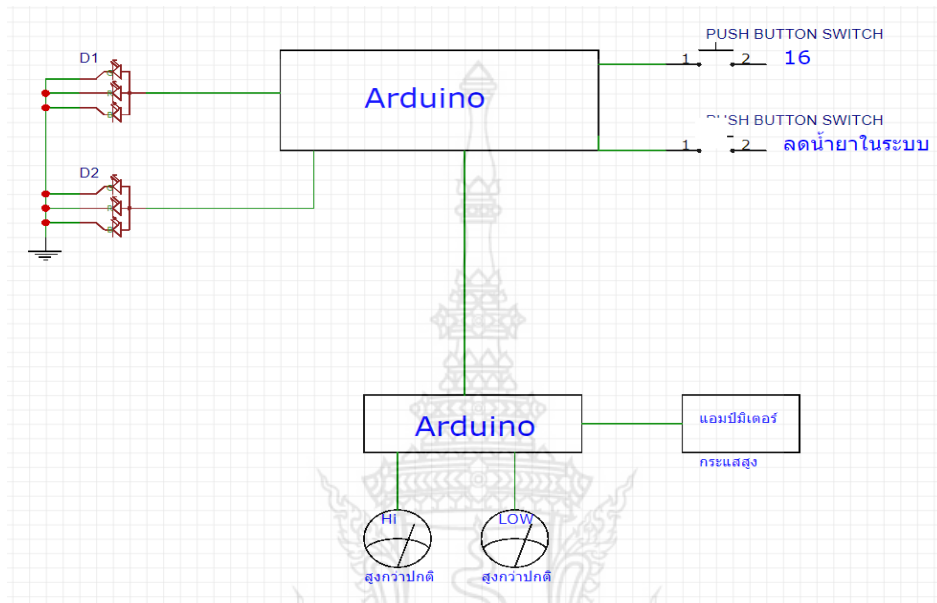 PUSH BUTTON SWITCH
1 2 16
D1
Arduino
PUSH BUTTON SWITCH
1 2 ลดน้ำยาในระบบ
D2
Arduino
แอมป์มิเตอร์
กระแสสูง
Hi
LOW
สูงกว่าปกติ
สูงกว่าปกติ